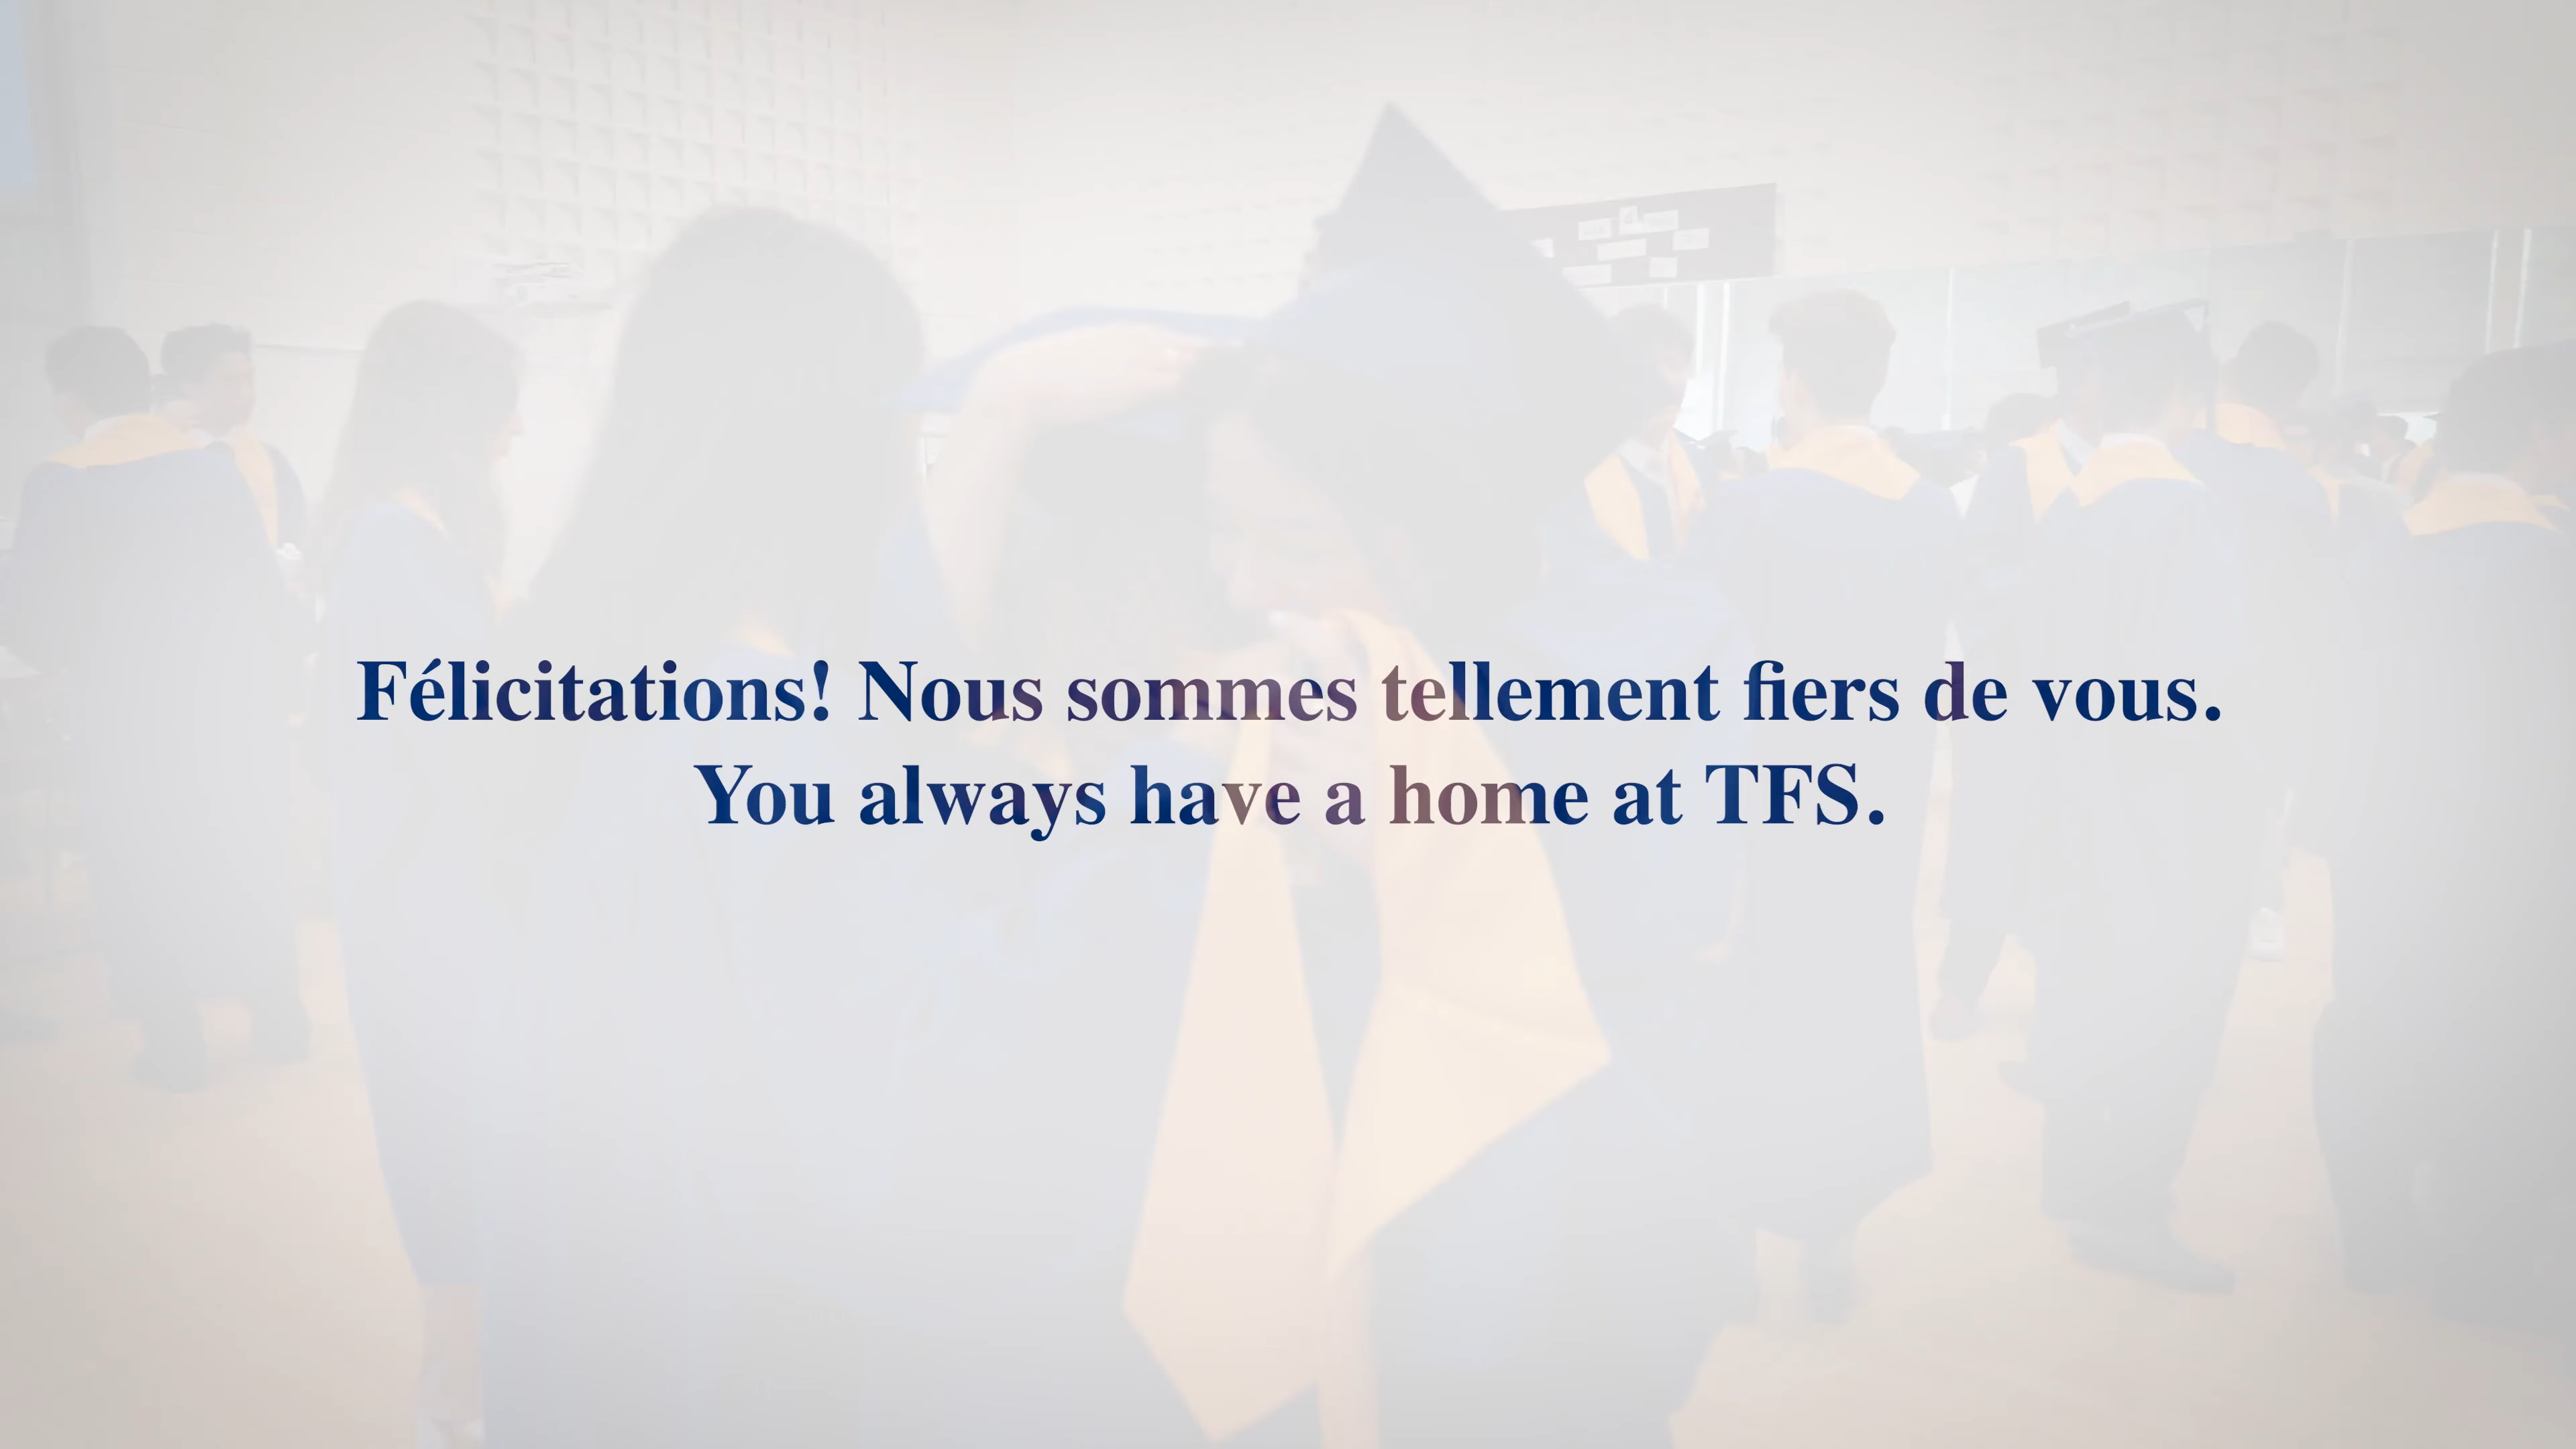 Félicitations! Nous sommes tellement fiers de vous.
You always have a home at TFS.